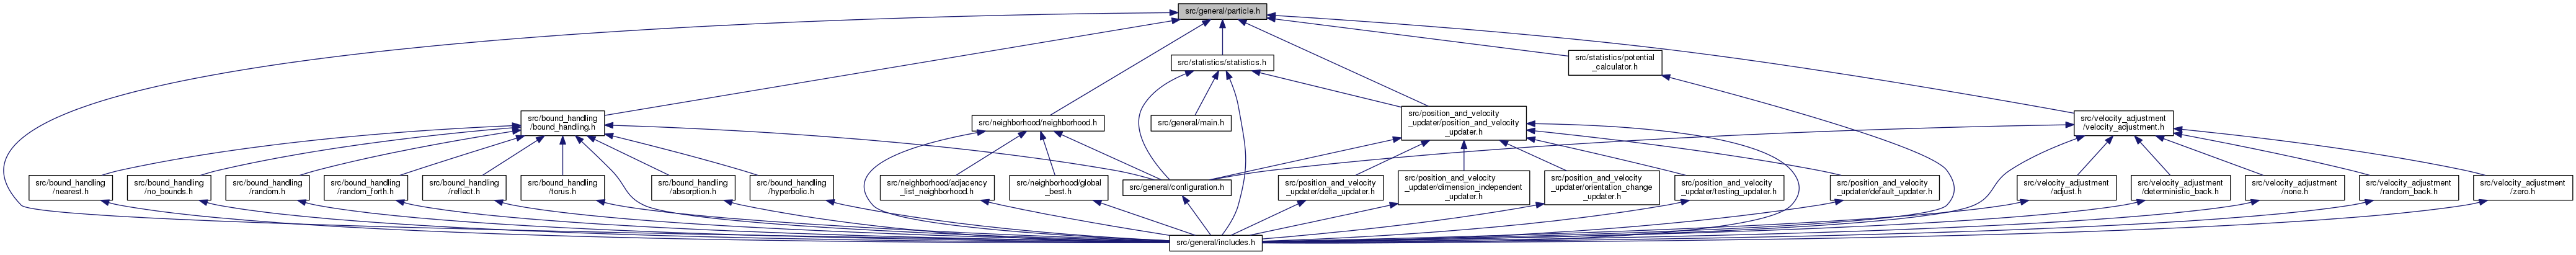 src/general/particle.h
src/statistics/statistics.h
src/statistics/potential
_calculator.h
src/bound_handling
/bound_handling.h
src/neighborhood/neighborhood.h
src/general/main.h
src/position_and_velocity
_updater/position_and_velocity
_updater.h
src/velocity_adjustment
/velocity_adjustment.h
src/bound_handling
/nearest.h
src/bound_handling
/no_bounds.h
src/bound_handling
/random.h
src/bound_handling
/random_forth.h
src/bound_handling
/reflect.h
src/bound_handling
/torus.h
src/bound_handling
/absorption.h
src/bound_handling
/hyperbolic.h
src/neighborhood/adjacency
_list_neighborhood.h
src/neighborhood/global
_best.h
src/general/configuration.h
src/position_and_velocity
_updater/delta_updater.h
src/position_and_velocity
_updater/dimension_independent
_updater.h
src/position_and_velocity
_updater/orientation_change
_updater.h
src/position_and_velocity
_updater/testing_updater.h
src/position_and_velocity
_updater/default_updater.h
src/velocity_adjustment
/adjust.h
src/velocity_adjustment
/deterministic_back.h
src/velocity_adjustment
/none.h
src/velocity_adjustment
/random_back.h
src/velocity_adjustment
/zero.h
src/general/includes.h